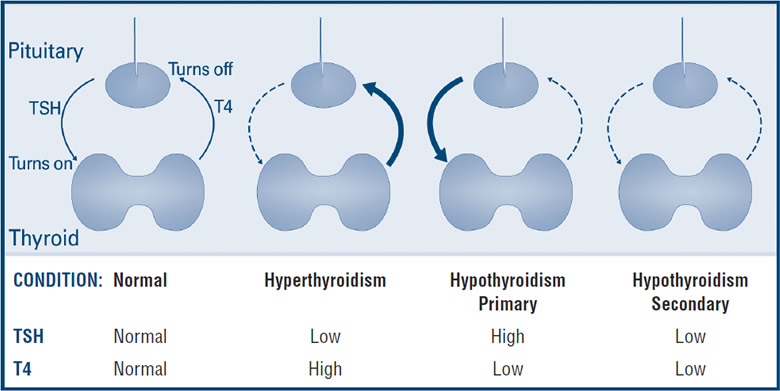 Pituitary
Turns off
TSH
T4
Turns on
Thyroid
CONDITION: Normal Hyperthyroidism Hypothyroidism Primary Hypothyroidism Secondary
TSH Normal Low High Low
T4 Normal High Low Low